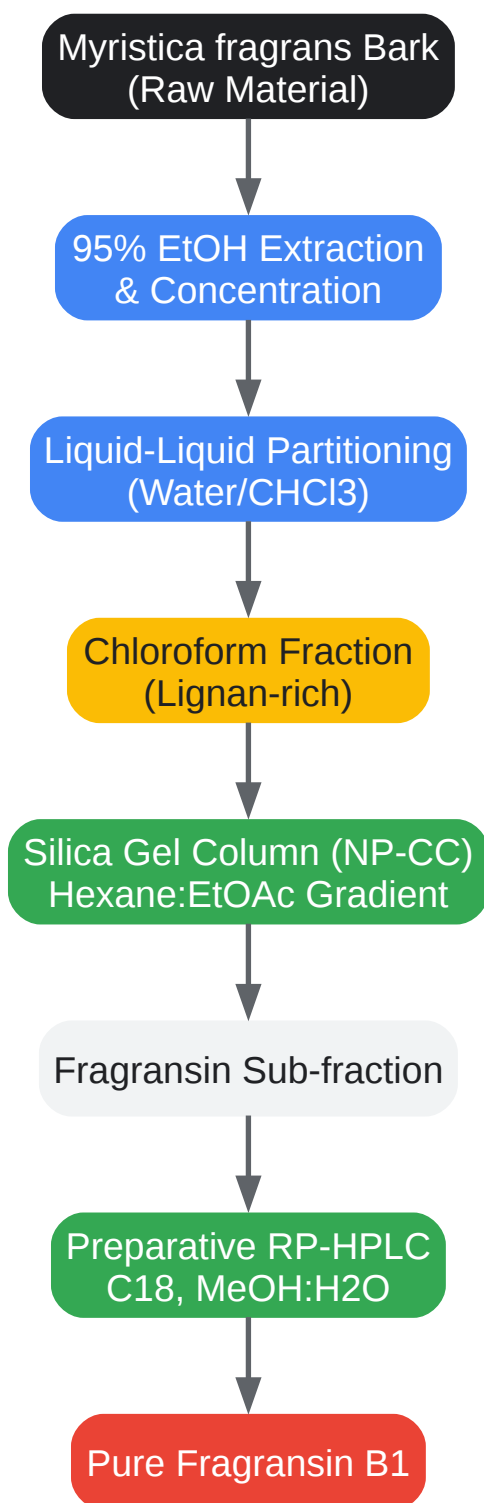 Myristica fragrans Bark
(Raw Material)
95% EtOH Extraction
& Concentration
Liquid-Liquid Partitioning
(Water/CHCl3)
Chloroform Fraction
(Lignan-rich)
Silica Gel Column (NP-CC)
Hexane:EtOAc Gradient
Fragransin Sub-fraction
Preparative RP-HPLC
C18, MeOH:H2O
Pure Fragransin B1